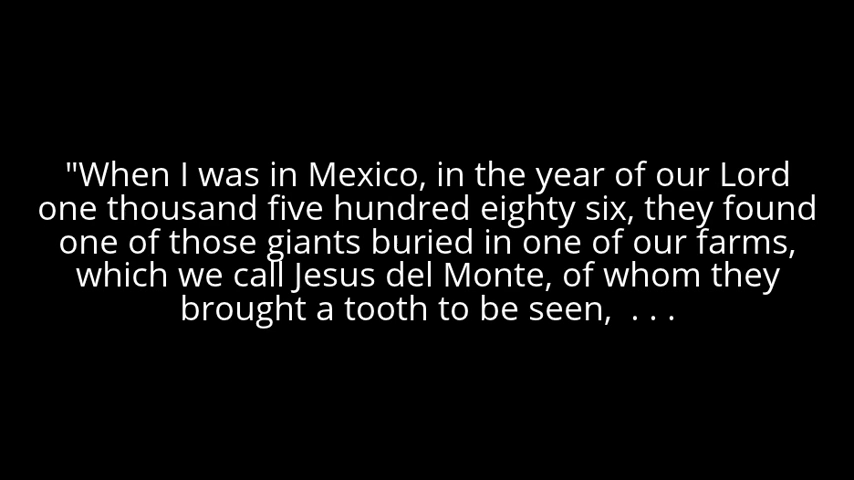 "When I was in Mexico, in the year of our Lord
one thousand five hundred eighty six, they found
one of those giants buried in one of our farms,
which we call Jesus del Monte, of whom they
brought a tooth to be seen,  . . .